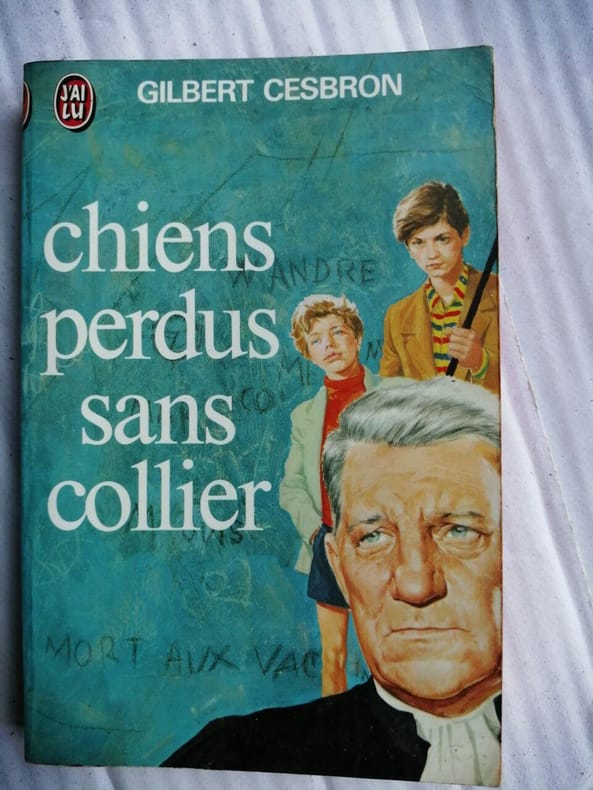 J'AI
LU
GILBERT CESBRON
chiens
perdus
sans
collier
ANDRE
MORT AUX VAC